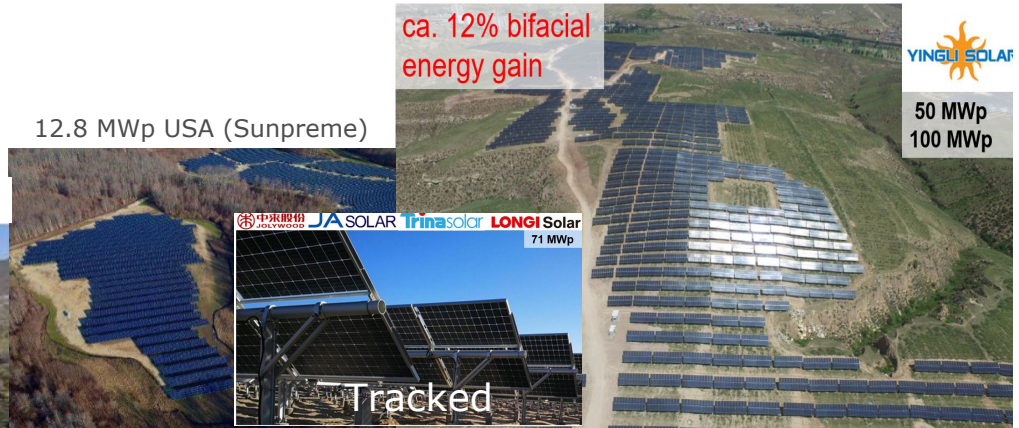 ca. 12% bifacial
energy gain
YINGLI SOLAR
50 MWp
100 MWp
12.8 MWp USA (Sunpreme)
中来股份
JOLYWOOD
JA SOLAR
Trinasolar
LONGI Solar
71 MWp
Tracked